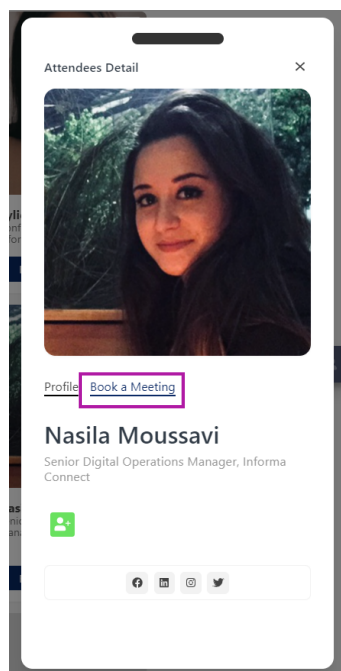 Attendees Detail
Profile Book a Meeting
Nasila Moussavi
Senior Digital Operations Manager, Informa
Connect